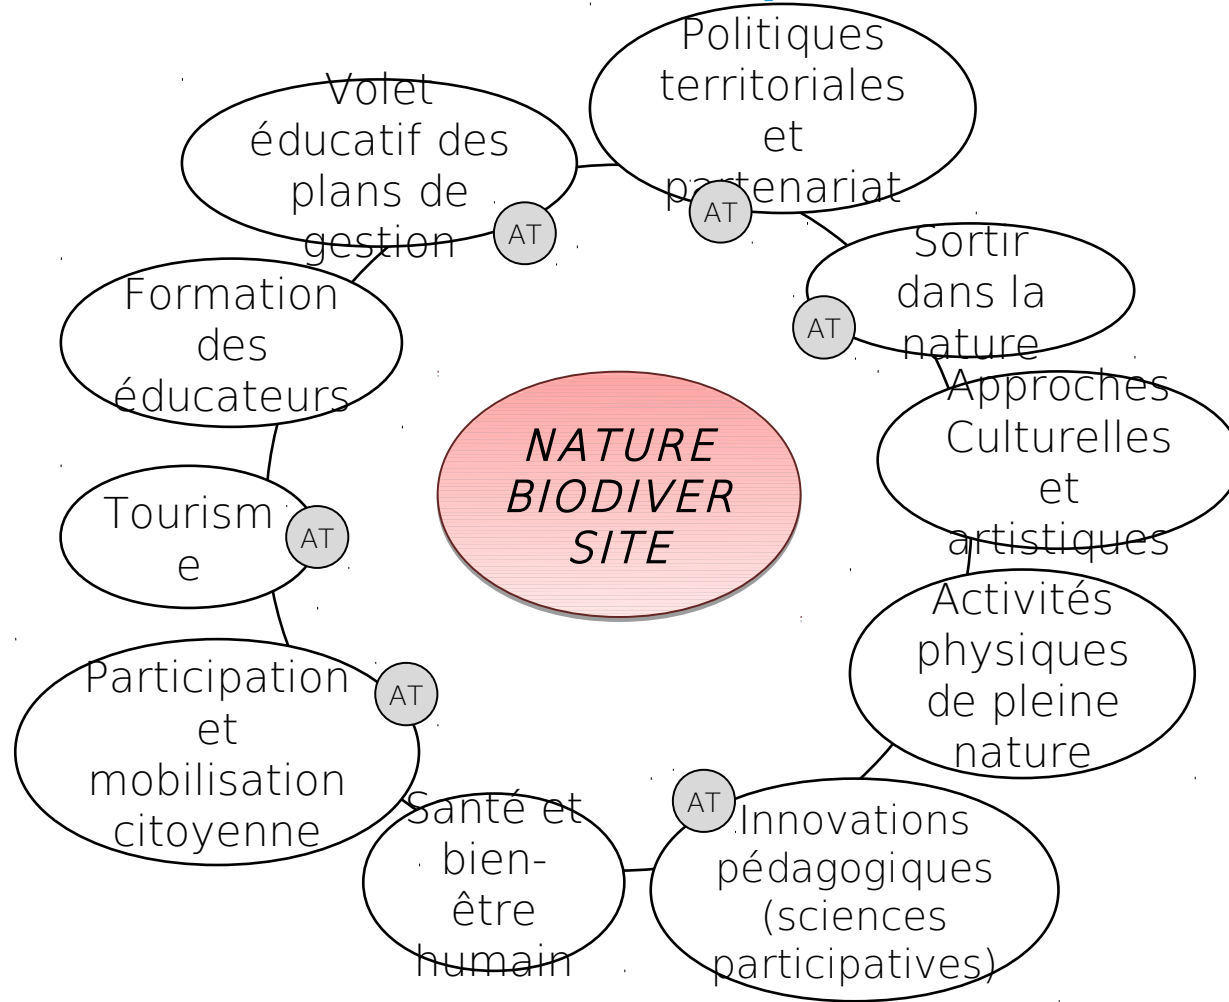 Politiques
territoriales
et
partenariat
AT
Volet
éducatif des
plans de
gestion
AT
Sortir
dans la
nature
AT
Formation
des
éducateurs
Approches
Culturelles
et
artistiques
NATURE
BIODIVER
SITE
Tourism
e
AT
Activités
physiques
de pleine
nature
Participation
et
mobilisation
citoyenne
AT
Santé et
bien-
être
humain
AT
Innovations
pédagogiques
(sciences
participatives)